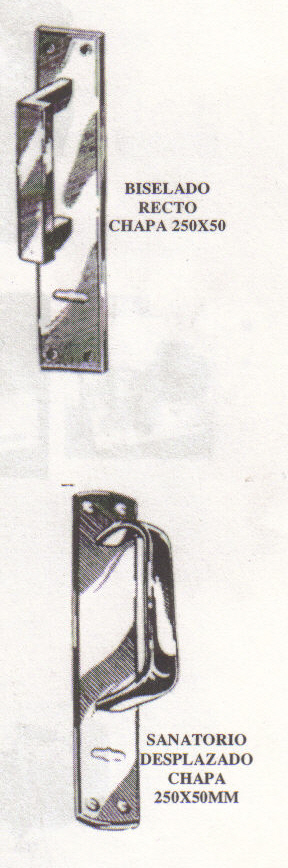 BISELADO
RECTO
CHAPA 250X50
SANATORIO
DESPLAZADO
CHAPA
250X50MM